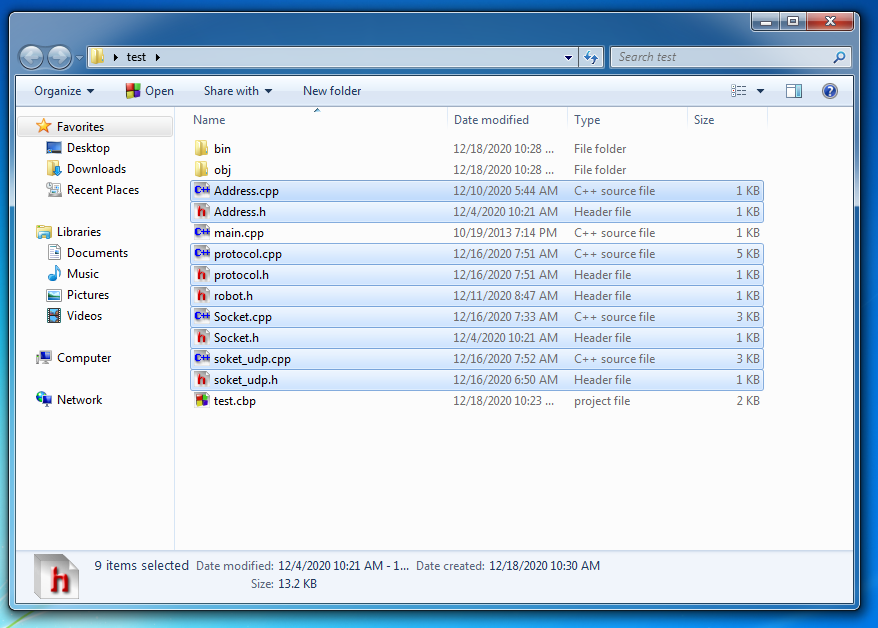 test
Search test
Organize Open Share with New folder
Name Date modified Type Size
Favorites
Desktop
Downloads
Recent Places
Libraries
Documents
Music
Pictures
Videos
Computer
Network
bin 12/18/2020 10:28 ... File folder
obj 12/18/2020 10:28 ... File folder
Address.cpp 12/10/2020 5:44 AM C++ source file 1 KB
Address.h 12/4/2020 10:21 AM Header file 1 KB
main.cpp 10/19/2013 7:14 PM C++ source file 1 KB
protocol.cpp 12/16/2020 7:51 AM C++ source file 5 KB
protocol.h 12/16/2020 7:51 AM Header file 1 KB
robot.h 12/11/2020 8:47 AM Header file 1 KB
Socket.cpp 12/16/2020 7:33 AM C++ source file 3 KB
Socket.h 12/4/2020 10:21 AM Header file 1 KB
soket_udp.cpp 12/16/2020 7:52 AM C++ source file 3 KB
soket_udp.h 12/16/2020 6:50 AM Header file 1 KB
test.cbp 12/18/2020 10:23 ... project file 2 KB
h
9 items selected Date modified: 12/4/2020 10:21 AM - 1... Date created: 12/18/2020 10:30 AM
Size: 13.2 KB